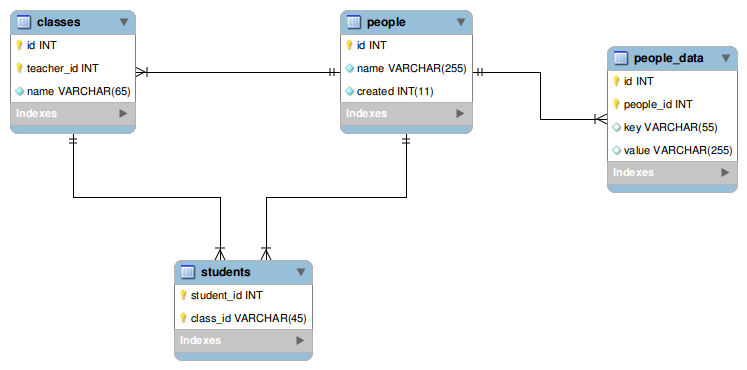 classes
id INT
teacher_id INT
name VARCHAR(65)
Indexes
people
id INT
name VARCHAR(255)
created INT(11)
Indexes
people_data
id INT
people_id INT
key VARCHAR(55)
value VARCHAR(255)
Indexes
students
student_id INT
class_id VARCHAR(45)
Indexes